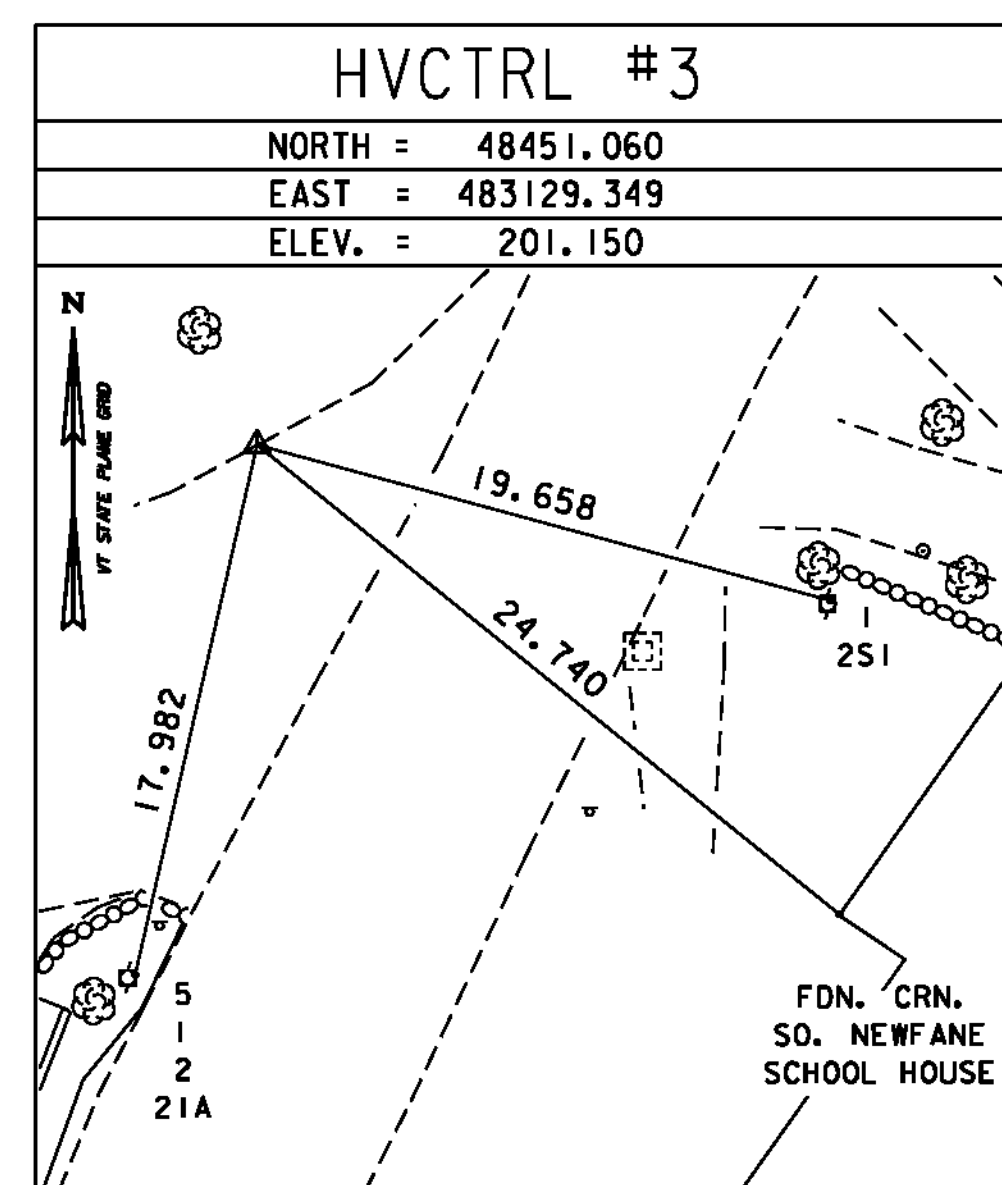 HVCTRL #3
NORTH = 48451.060
EAST = 483129.349
ELEV. = 201.150
N
VT STATE PLANE GRID
19.658
24.740
17.982
1
2S1
5
1
2
21A
FDN. CRN.
SO. NEWFANE
SCHOOL HOUSE